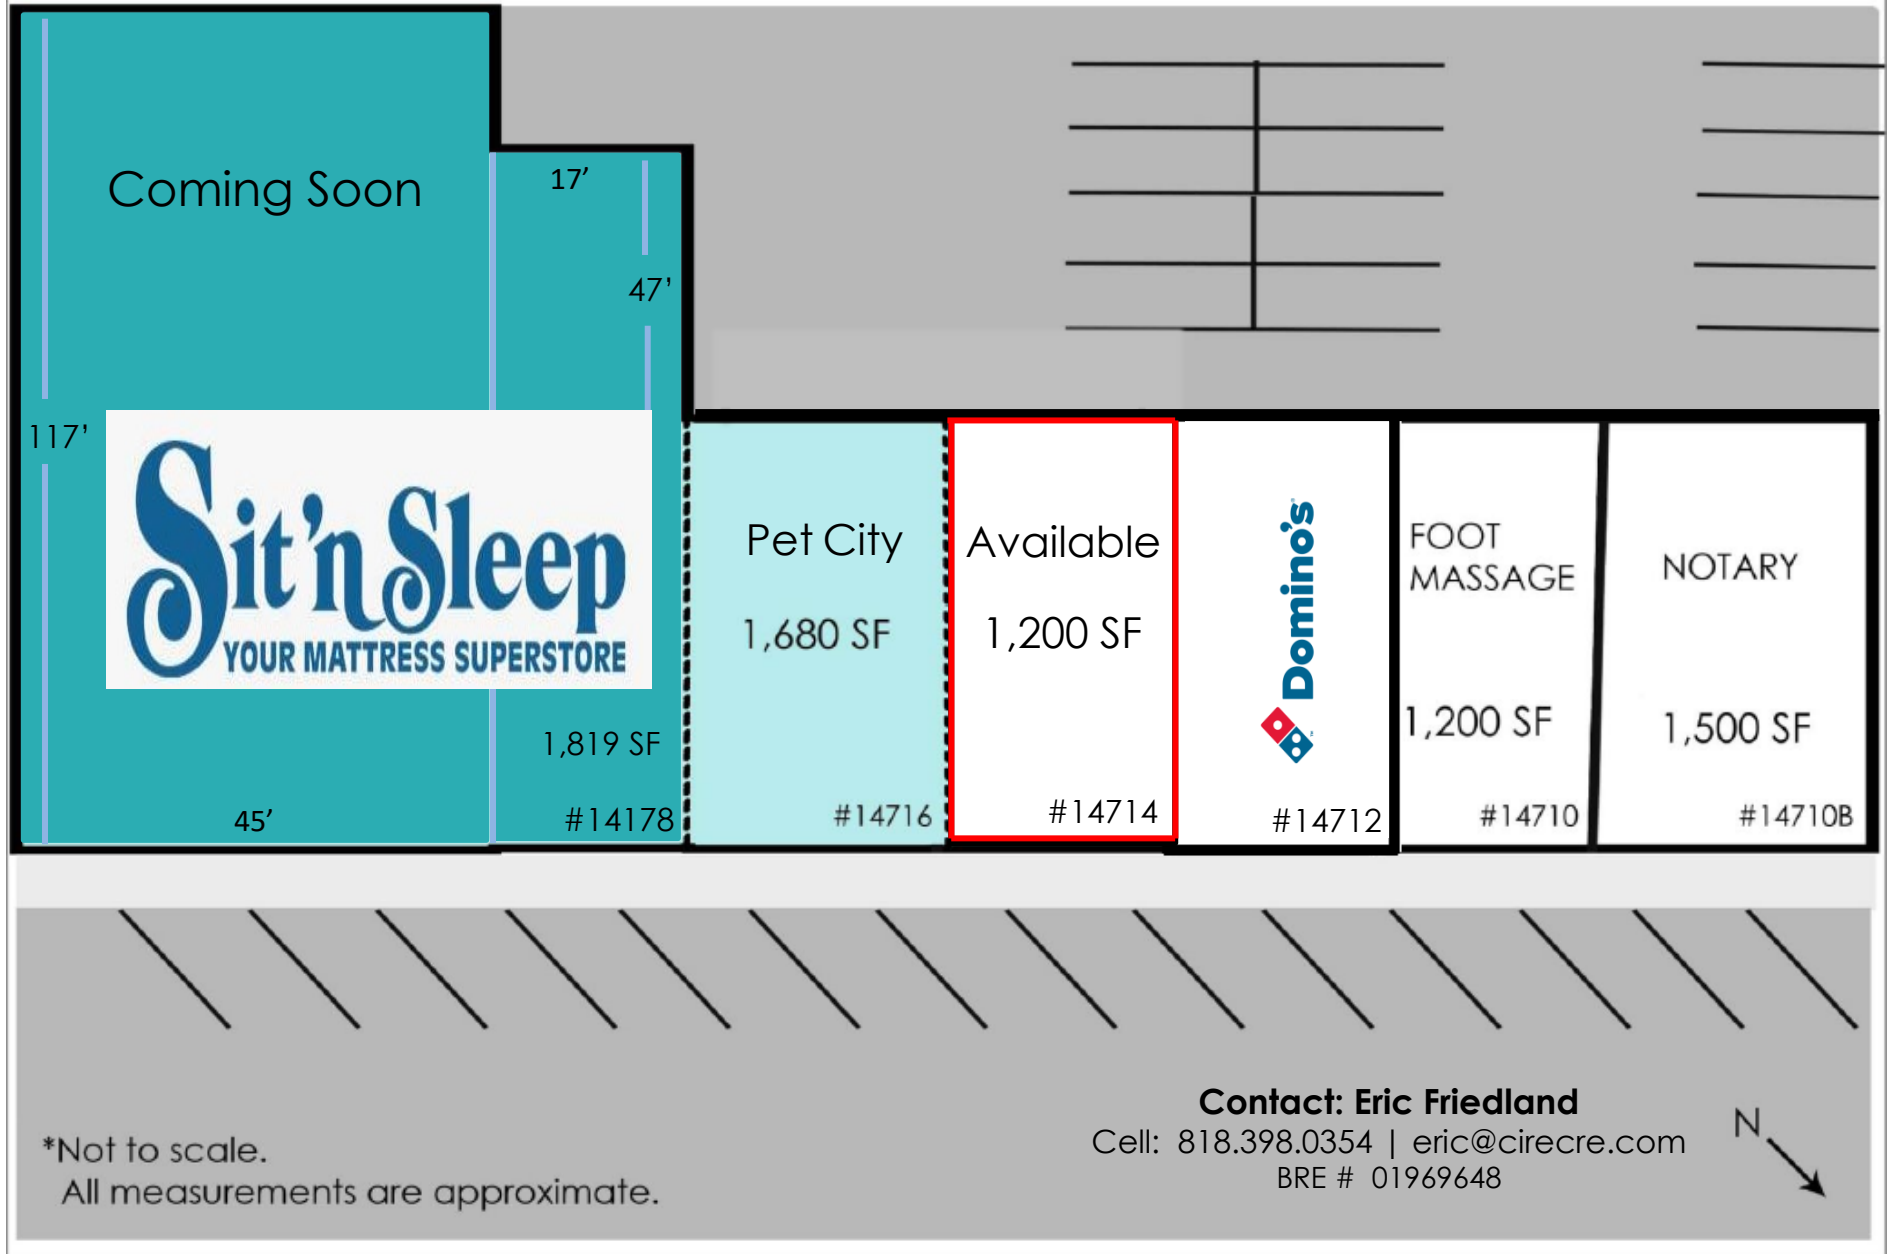 Coming Soon
17’
47’
117’
Sit’n Sleep
YOUR MATTRESS SUPERSTORE
1,819 SF
45’
#14178
Pet City
1,680 SF
#14716
Available
1,200 SF
#14714
Domino’s
#14712
FOOT
MASSAGE
1,200 SF
#14710
NOTARY
1,500 SF
#14710B
Contact: Eric Friedland
Cell: 818.398.0354 | eric@cirecre.com
BRE # 01969648
N
*Not to scale.
All measurements are approximate.